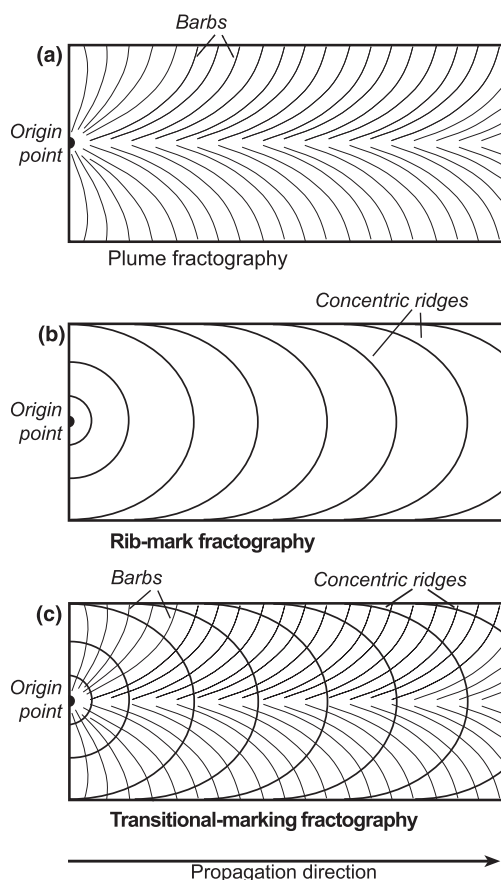 Barbs
(a)
Origin
point
Plume fractography
Concentric ridges
(b)
Origin
point
Rib-mark fractography
Barbs
Concentric ridges
(c)
Origin
point
Transitional-marking fractography
Propagation direction